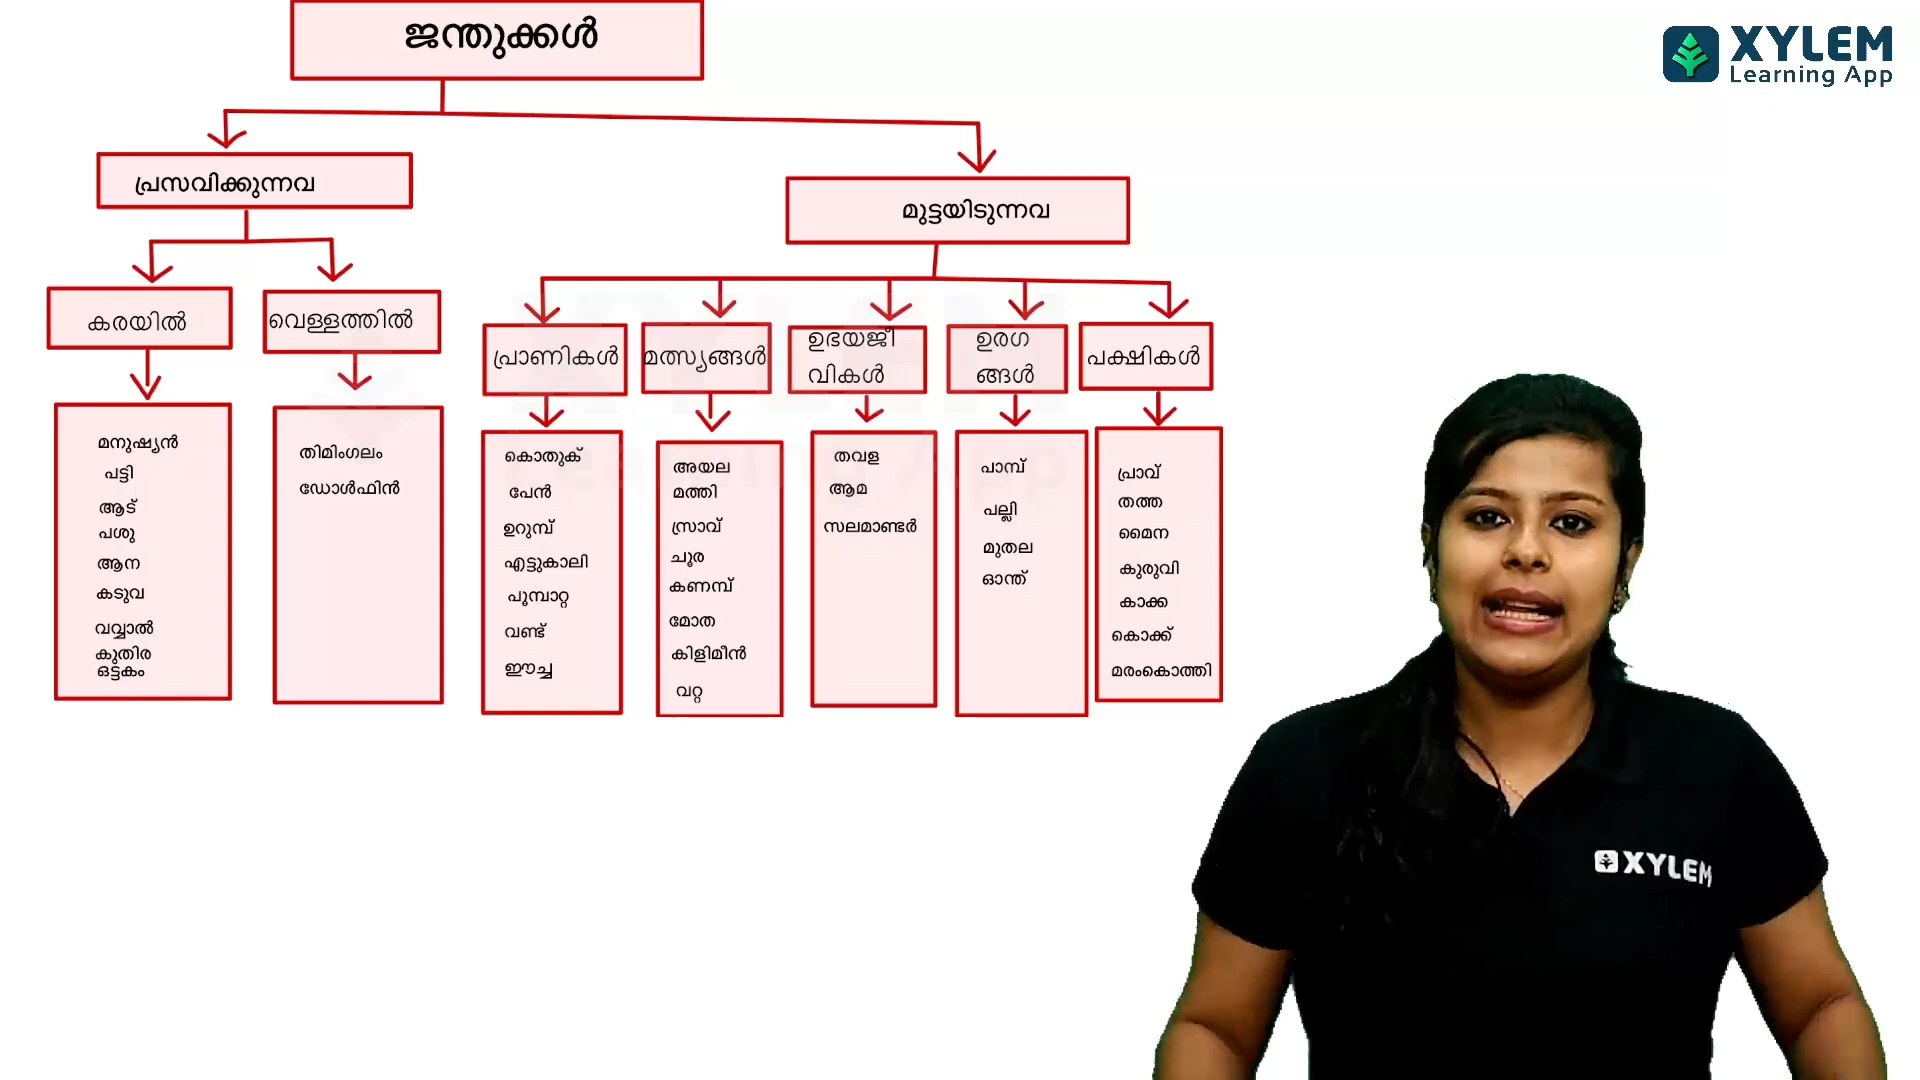 ജന്തുക്കൾ
XYLEM
Learning App
പ്രസവിക്കുന്നവ
മുട്ടയിടുന്നവ
കരയിൽ
വെള്ളത്തിൽ
പ്രാണികൾ
മത്സ്യങ്ങൾ
ഉഭയജീ
വികൾ
ഉരഗ
ങ്ങൾ
പക്ഷികൾ
മനുഷ്യൻ
പട്ടി
ആട്
പശു
ആന
കടുവ
വവ്വാൽ
കുതിര
ഒട്ടകം
തിമിംഗലം
ഡോൾഫിൻ
കൊതുക്
പേൻ
ഉറുമ്പ്
എട്ടുകാലി
പൂമ്പാറ്റ
വണ്ട്
ഈച്ച
അയല
മത്തി
സ്രാവ്
ചൂര
കണമ്പ്
മോത
കിളിമീൻ
വറ്റ
തവള
ആമ
സലമാണ്ടർ
പാമ്പ്
പല്ലി
മുതല
ഓന്ത്
പ്രാവ്
തത്ത
മൈന
കുരുവി
കാക്ക
കൊക്ക്
മരംകൊത്തി
XYLEM